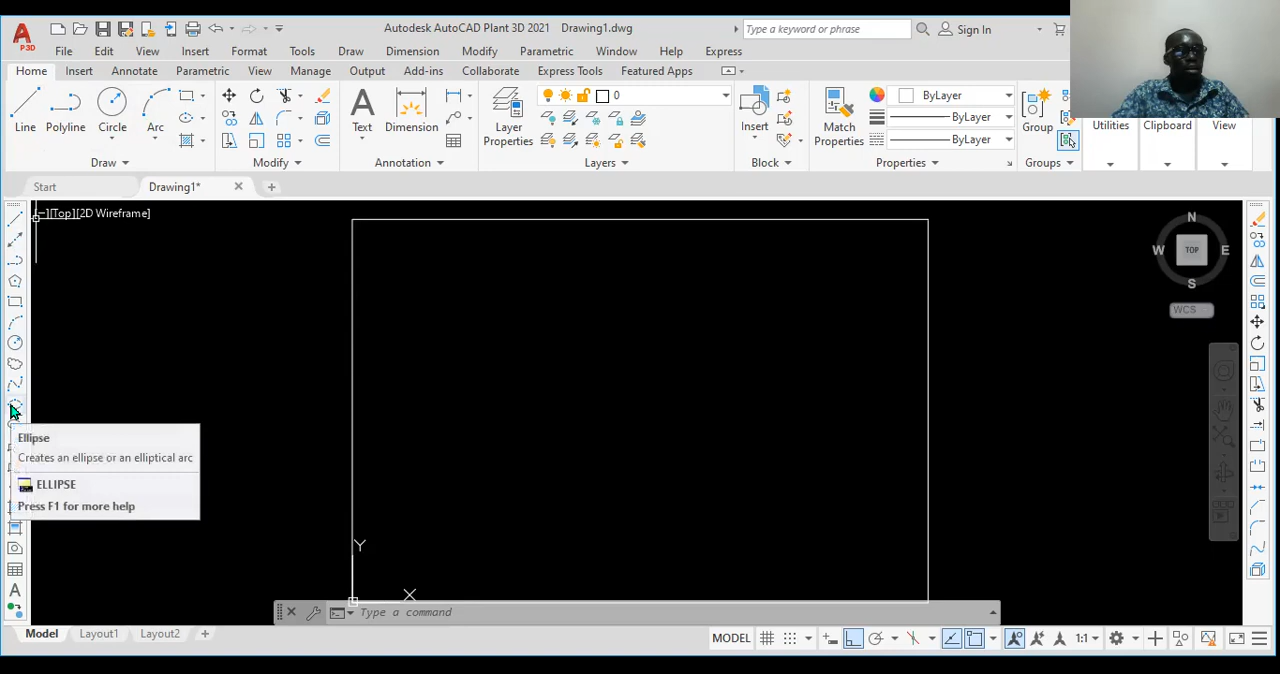 Autodesk AutoCAD Plant 3D 2021 Drawing1.dwg
Type a keyword or phrase
Sign In
P3D
File Edit View Insert Format Tools Draw Dimension Modify Parametric Window Help Express
Home Insert Annotate Parametric View Manage Output Add-ins Collaborate Express Tools Featured Apps
0
ByLayer
ByLayer
ByLayer
Line Polyline Circle Arc
Text Dimension
Layer Properties
Insert
Match Properties
Group
Utilities Clipboard View
Draw Modify Annotation Layers Block Properties Groups
Start Drawing1*
[−][Top][2D Wireframe]
N
W TOP E
S
WCS
Ellipse
Creates an ellipse or an elliptical arc
ELLIPSE
Press F1 for more help
Y
X
Type a command
A
Model Layout1 Layout2
MODEL
1:1